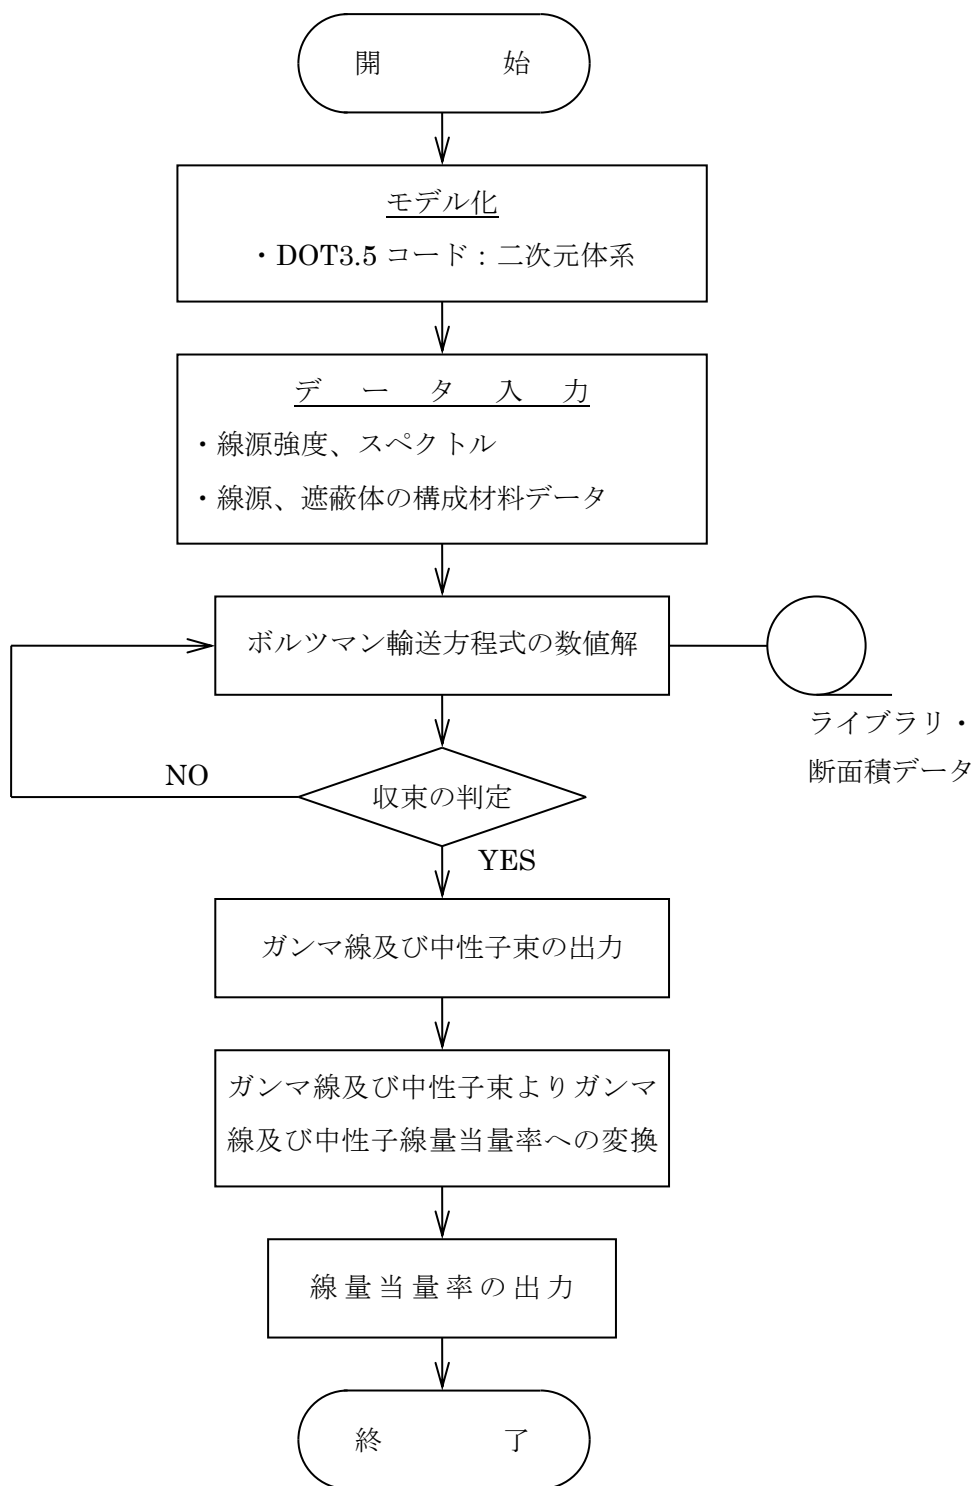 開 始
モデル化
・DOT3.5 コード：二次元体系
データ入力
・線源強度、スペクトル
・線源、遮蔽体の構成材料データ
ボルツマン輸送方程式の数値解
ライブラリ・
断面積データ
NO
収束の判定
YES
ガンマ線及び中性子束の出力
ガンマ線及び中性子束よりガンマ
線及び中性子線量当量率への変換
線量当量率の出力
終 了